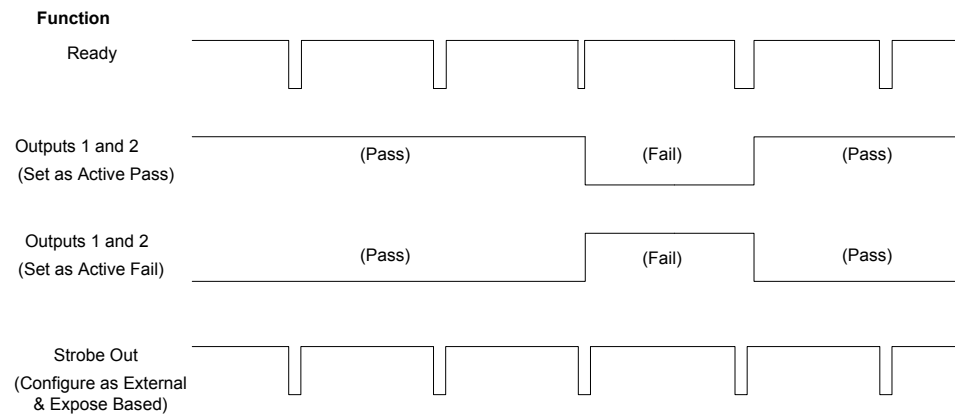 Function
Ready
Outputs 1 and 2
(Set as Active Pass)
(Pass)
(Fail)
(Pass)
Outputs 1 and 2
(Set as Active Fail)
(Pass)
(Fail)
(Pass)
Strobe Out
(Configure as External
& Expose Based)